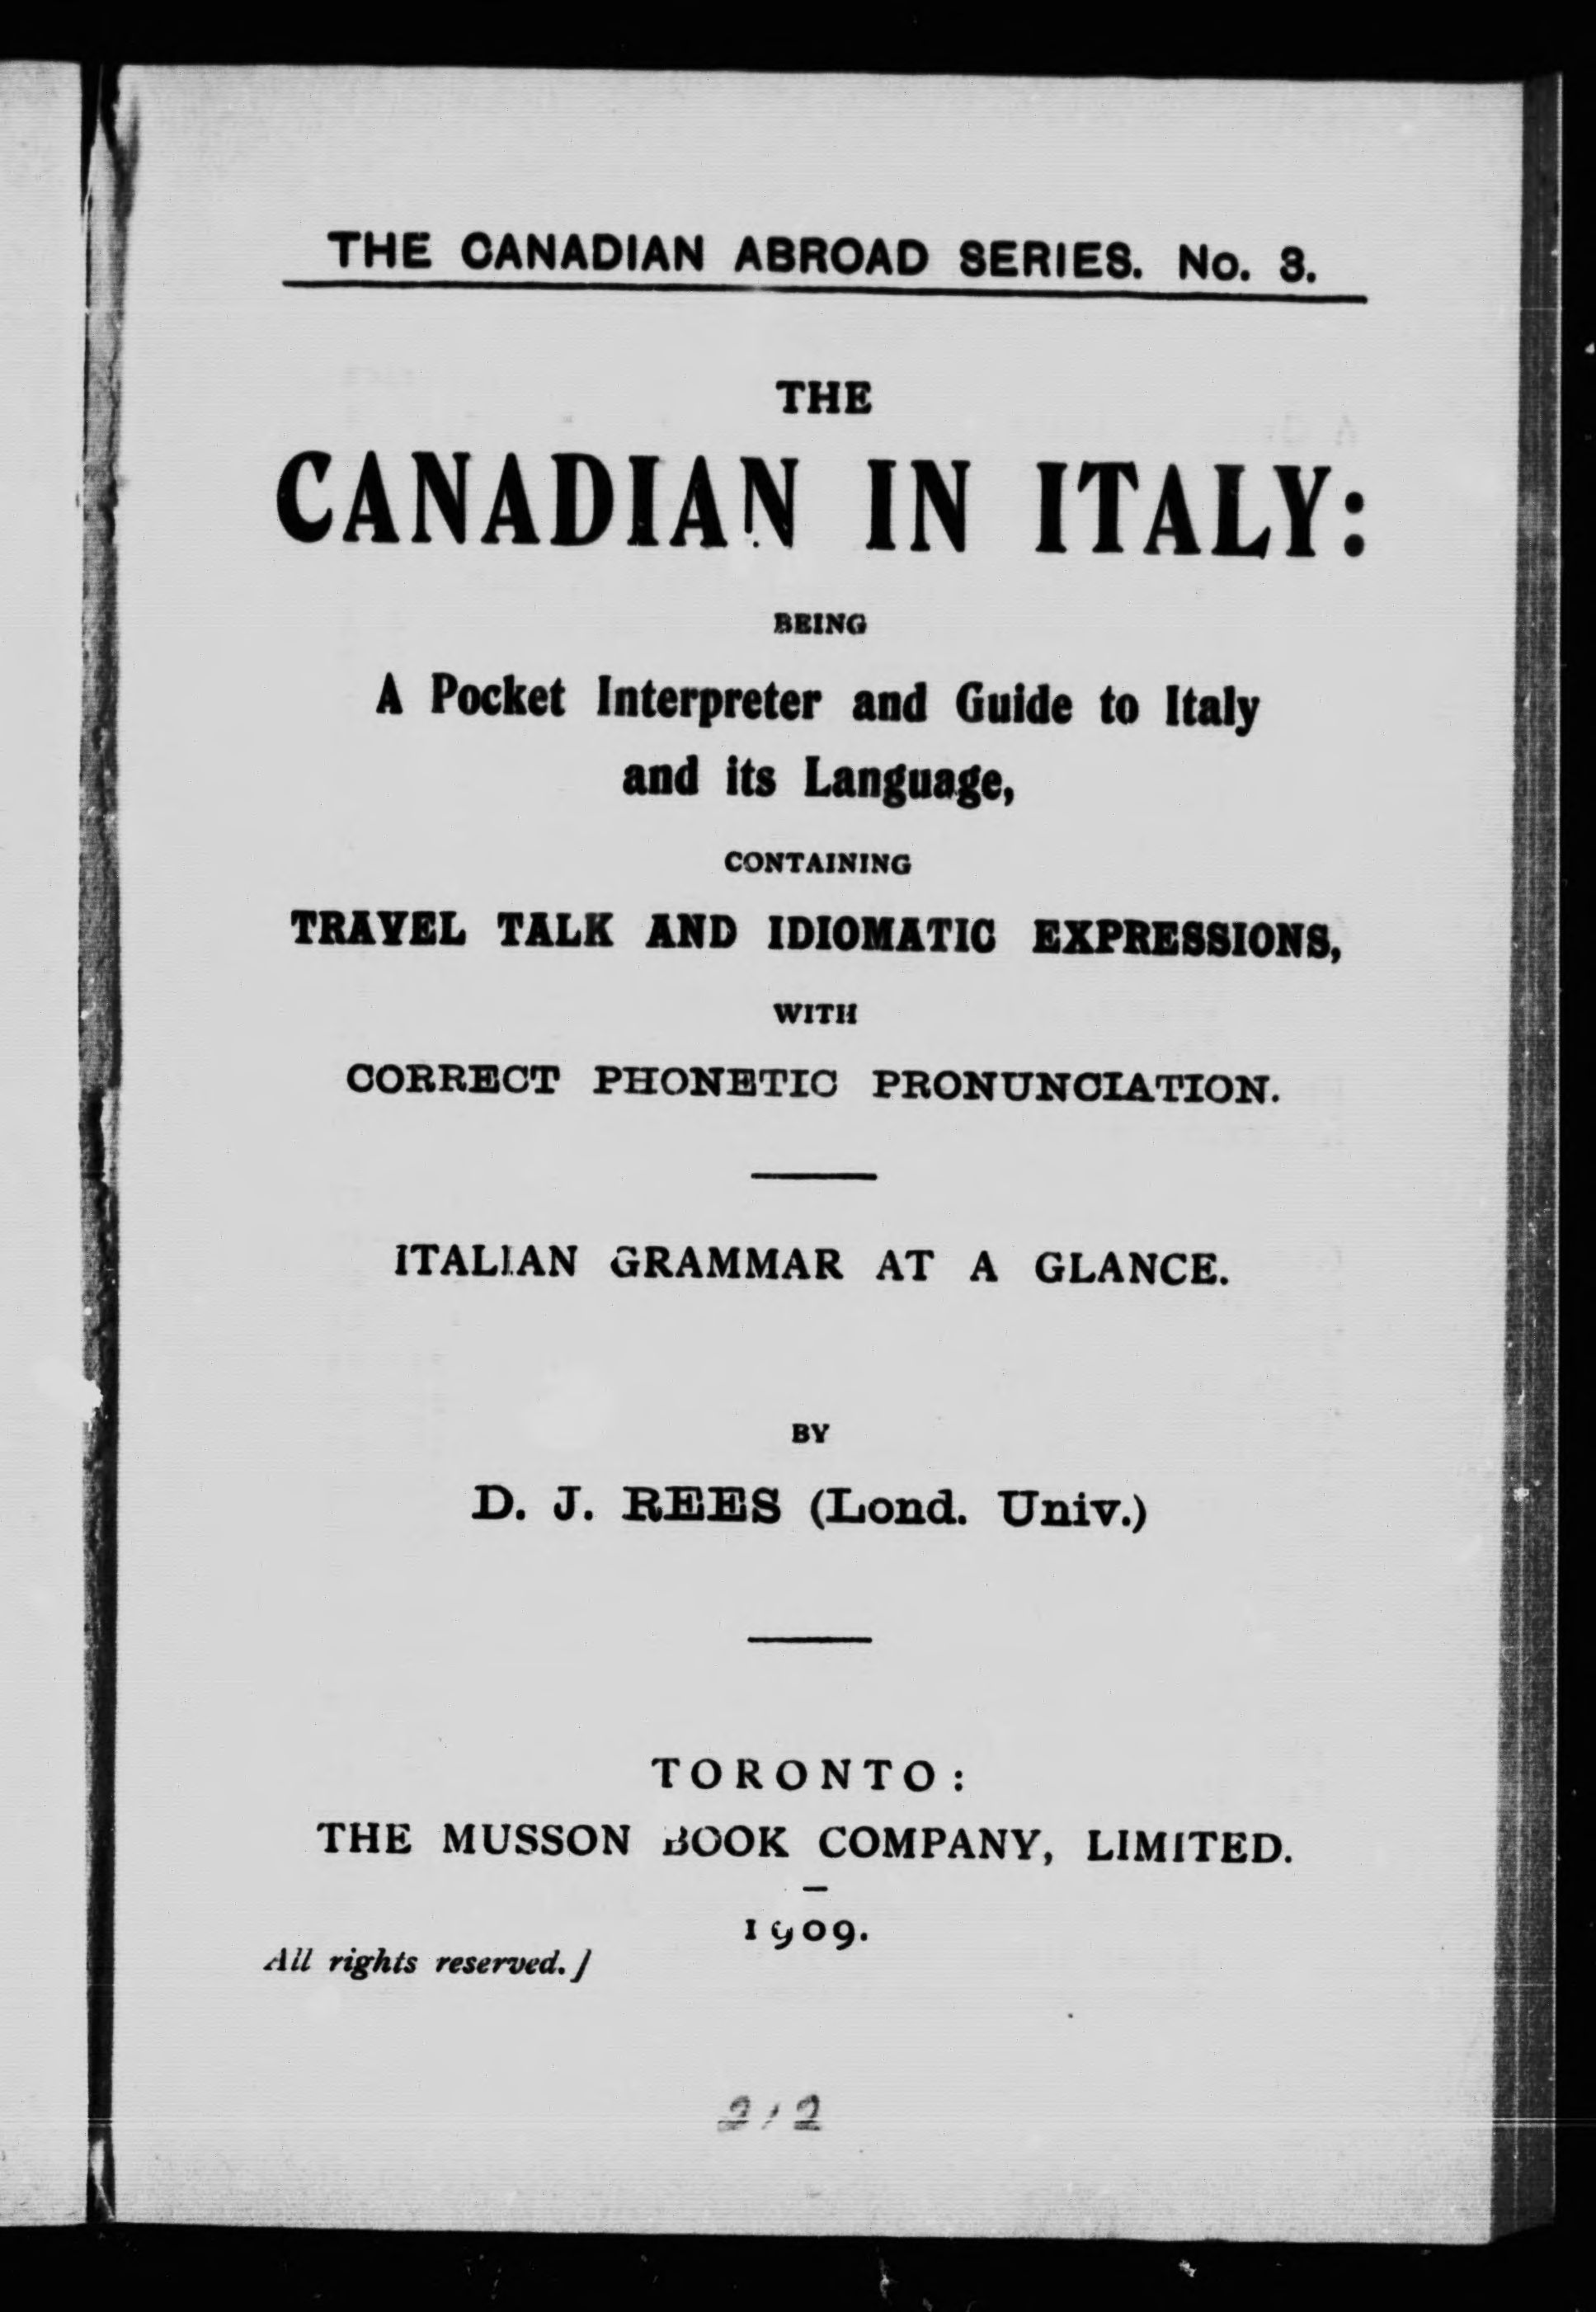 THE CANADIAN ABROAD SERIES. No. 3.
THE
CANADIAN IN ITALY:
BEING
A Pocket Interpreter and Guide to Italy
and its Language,
CONTAINING
TRAVEL TALK AND IDIOMATIC EXPRESSIONS,
WITH
CORRECT PHONETIC PRONUNCIATION.
ITALIAN GRAMMAR AT A GLANCE.
BY
D. J. REES (Lond. Univ.)
TORONTO:
THE MUSSON BOOK COMPANY, LIMITED.
1909.
All rights reserved.]
212